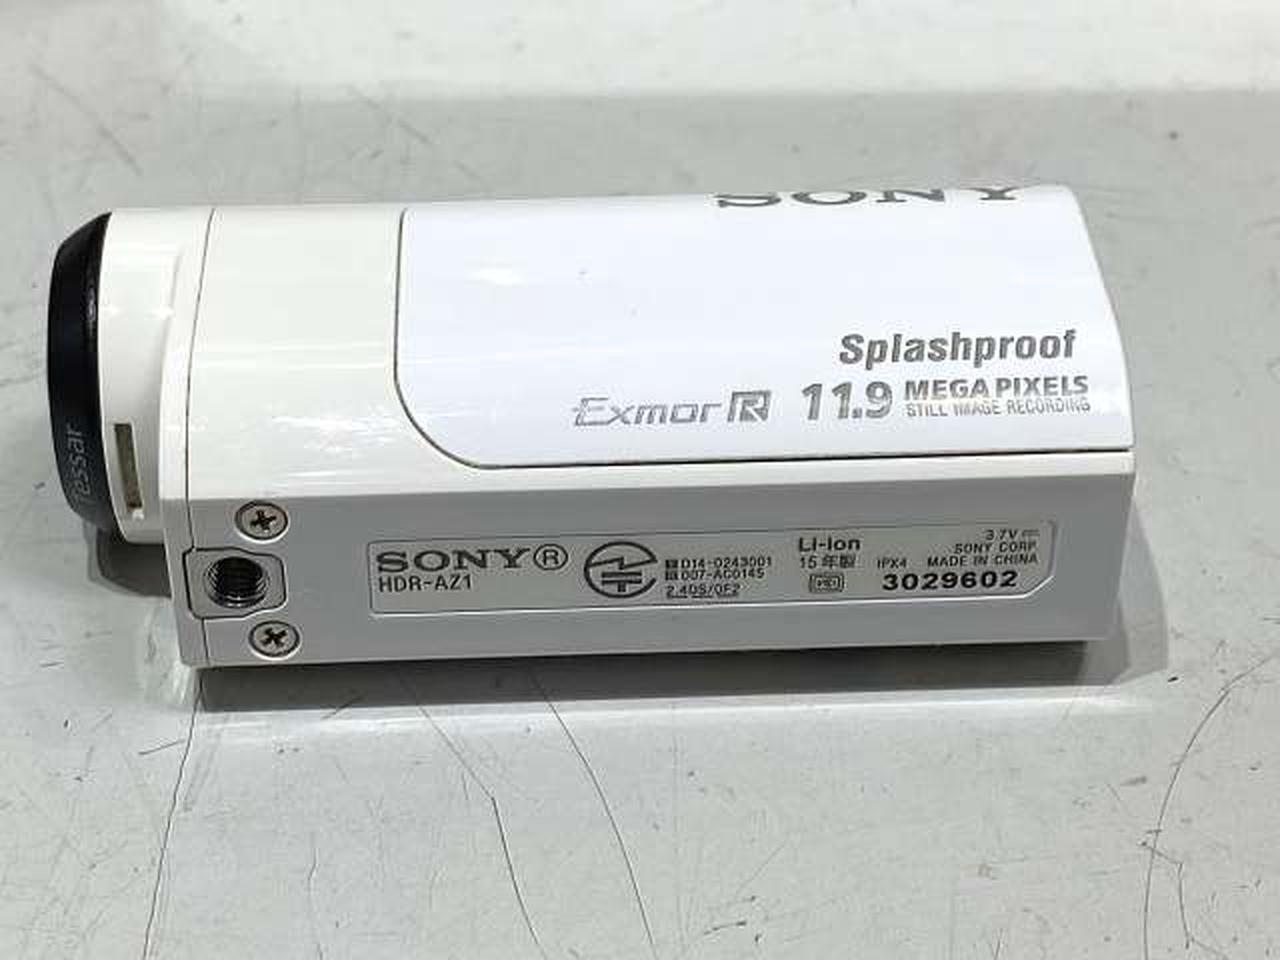 SONY
Splashproof
Exmor R 11.9 MEGA PIXELS
STILL IMAGE RECORDING
Tessar
SONY®
HDR-AZ1
R D14-0243001
T 007-AC0145
2.4DS/OF2
Li-Ion
15年製
3.7V
SONY CORP
IPX4 MADE IN CHINA
3029602